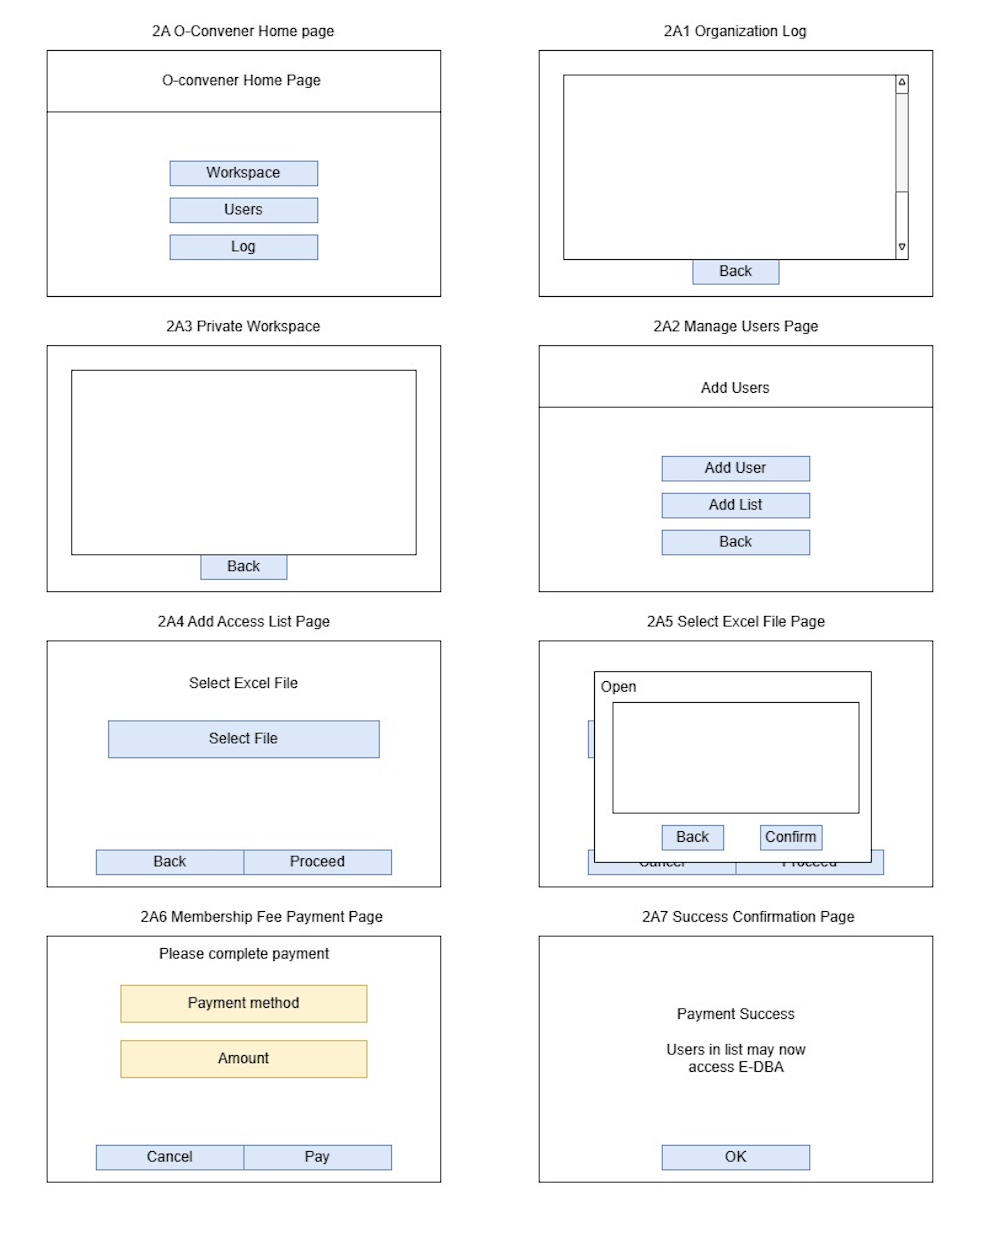 2A O-Convener Home page
O-convener Home Page
Workspace
Users
Log
2A1 Organization Log
Back
2A3 Private Workspace
Back
2A2 Manage Users Page
Add Users
Add User
Add List
Back
2A4 Add Access List Page
Select Excel File
Select File
Back
Proceed
2A5 Select Excel File Page
Open
Back
Confirm
Cancel
Proceed
2A6 Membership Fee Payment Page
Please complete payment
Payment method
Amount
Cancel
Pay
2A7 Success Confirmation Page
Payment Success
Users in list may now
access E-DBA
OK